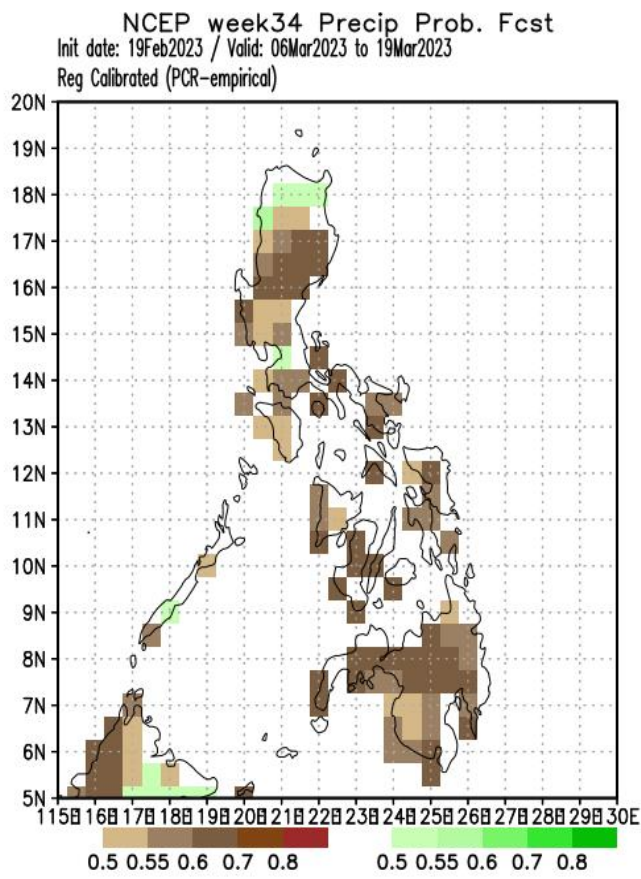 NCEP week34 Precip Prob. Fcst
Init date: 19Feb2023 / Valid: 06Mar2023 to 19Mar2023
Reg Calibrated (PCR-empirical)
20N
19N
18N
17N
16N
15N
14N
13N
12N
11N
10N
9N
8N
7N
6N
5N
115E 116E 117E 118E 119E 120E 121E 122E 123E 124E 125E 126E 127E 128E 129E 130E
0.5 0.55 0.6 0.7 0.8 0.5 0.55 0.6 0.7 0.8